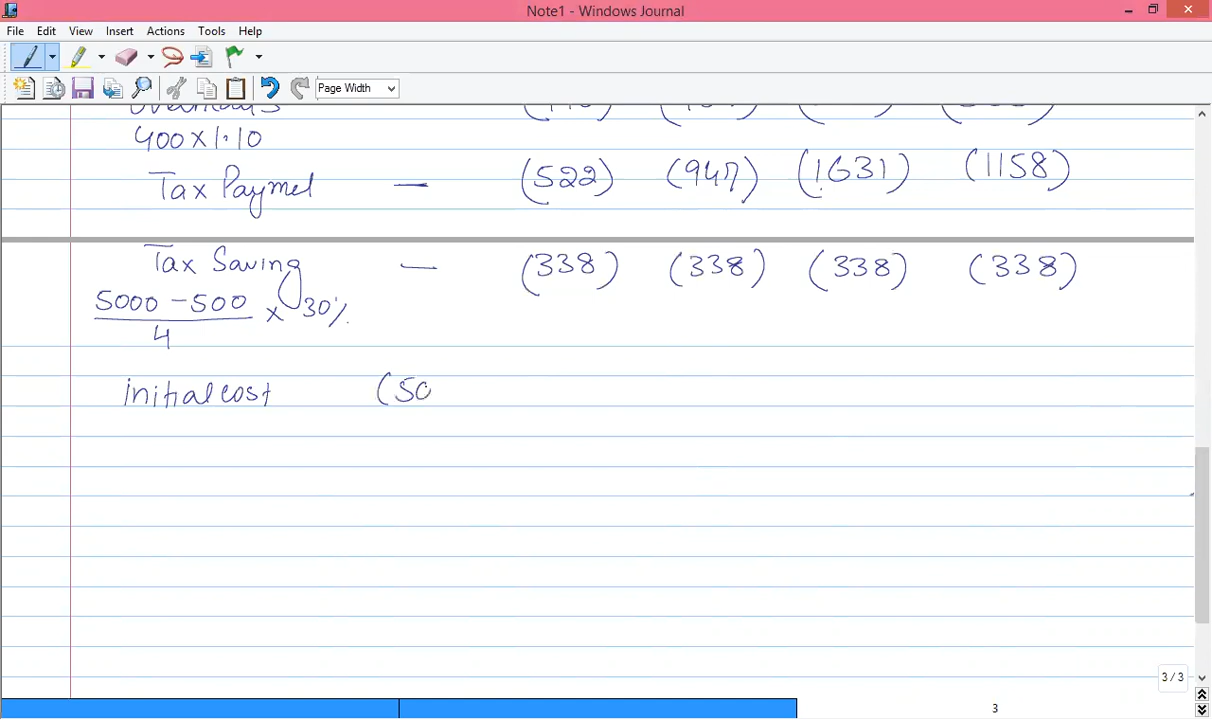 Note1 - Windows Journal
File Edit View Insert Actions Tools Help
Page Width
400 x 1.10
Tax Paymet — (522) (947) (1631) (1158)
Tax Saving — (338) (338) (338) (338)
5000 - 500
4
x 30%
initial cost (50
3 / 3
3